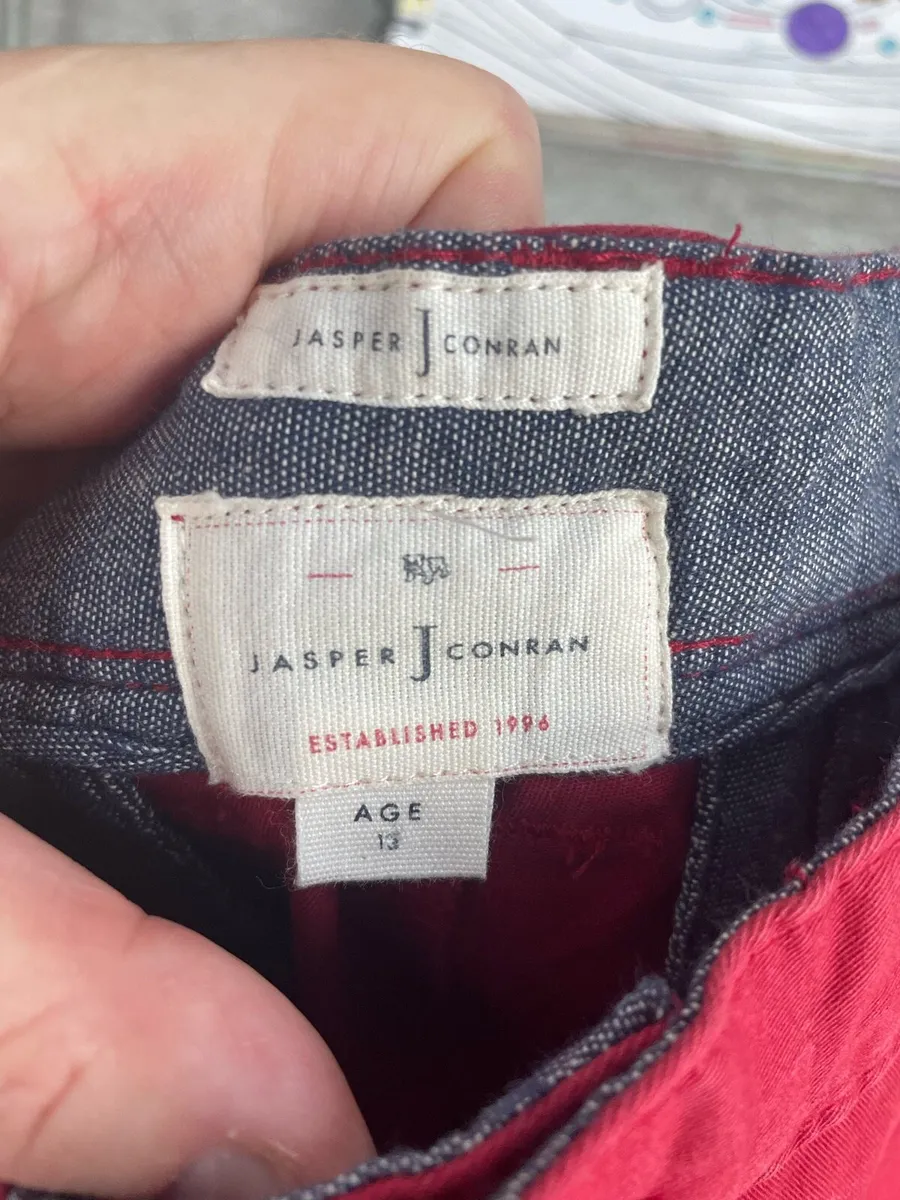 JASPER J CONRAN
JASPER J CONRAN
ESTABLISHED 1996
AGE
13